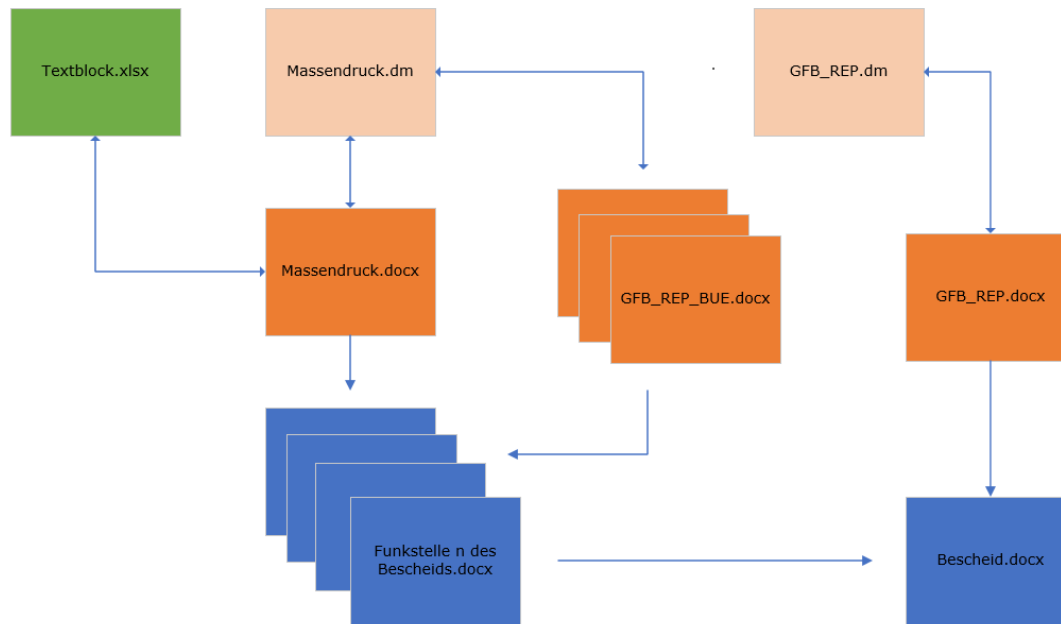 Textblock.xlsx
Massendruck.dm
GFB_REP.dm
Massendruck.docx
GFB_REP_BUE.docx
GFB_REP.docx
Funkstelle n des
Bescheids.docx
Bescheid.docx